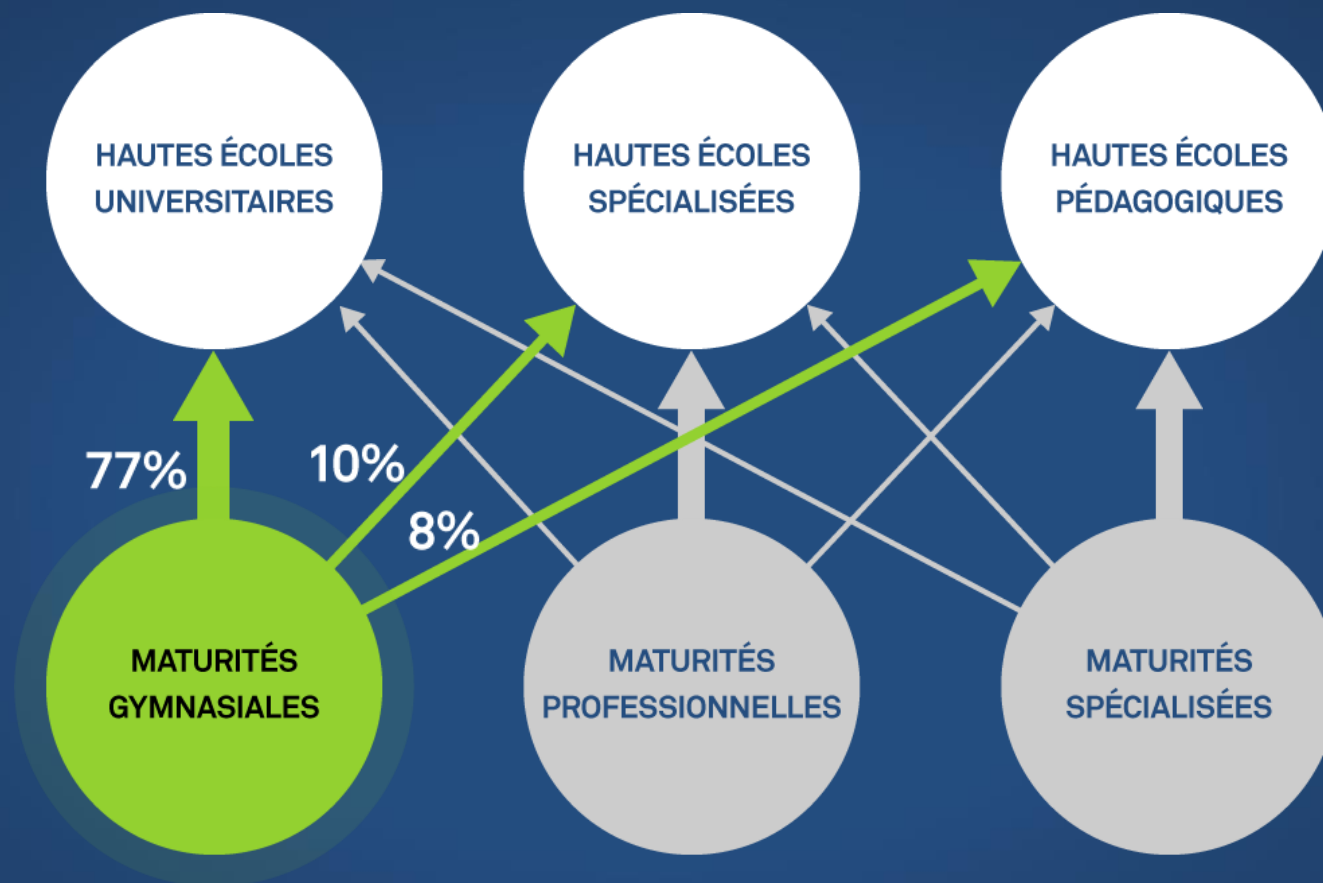 HAUTES ÉCOLES
UNIVERSITAIRES
HAUTES ÉCOLES
SPÉCIALISÉES
HAUTES ÉCOLES
PÉDAGOGIQUES
77%
10%
8%
MATURITÉS
GYMNASIALES
MATURITÉS
PROFESSIONNELLES
MATURITÉS
SPÉCIALISÉES